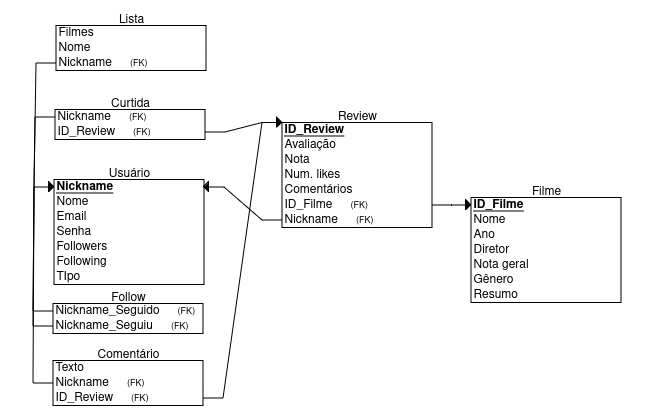 Lista
Filmes
Nome
Nickname (FK)
Curtida
Nickname (FK)
ID_Review (FK)
Usuário
Nickname
Nome
Email
Senha
Followers
Following
TIpo
Follow
Nickname_Seguido (FK)
Nickname_Seguiu (FK)
Comentário
Texto
Nickname (FK)
ID_Review (FK)
Review
ID_Review
Avaliação
Nota
Num. likes
Comentários
ID_Filme (FK)
Nickname (FK)
Filme
ID_Filme
Nome
Ano
Diretor
Nota geral
Gênero
Resumo